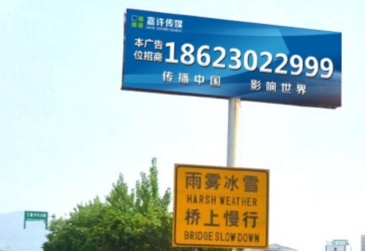 嘉许传媒
本广告
位招商 18623022999
传播中国 影响世界
雨雾冰雪
HARSH WEATHER
桥上慢行
BRIDGE SLOW DOWN